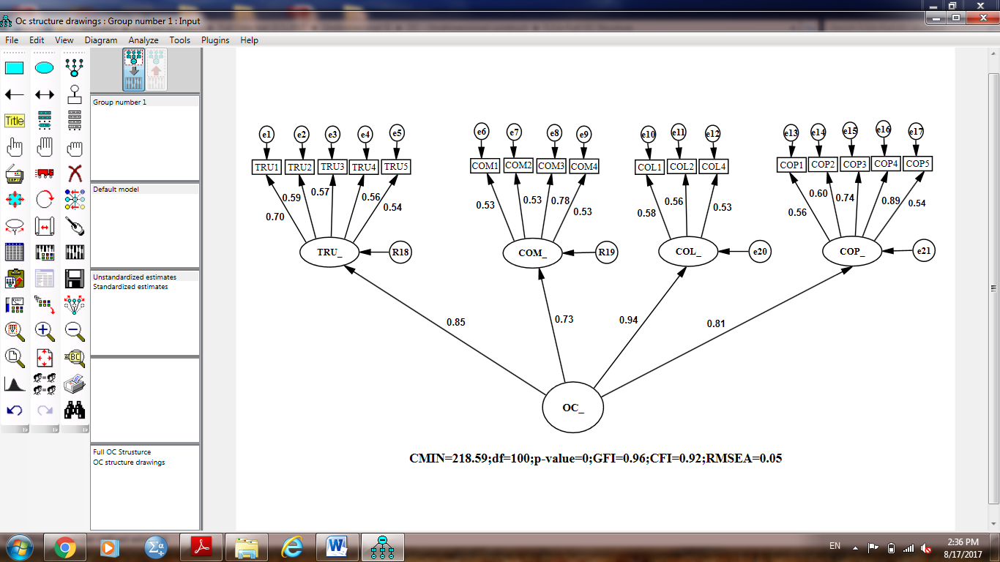 Oc structure drawings : Group number 1 : Input
File Edit View Diagram Analyze Tools Plugins Help
Title
Group number 1
Default model
Unstandardized estimates
Standardized estimates
Full OC Strusturce
OC structure drawings
e1 e2 e3 e4 e5 e6 e7 e8 e9 e10 e11 e12 e13 e14 e15 e16 e17
TRU1 TRU2 TRU3 TRU4 TRU5 COM1 COM2 COM3 COM4 COL1 COL2 COL4 COP1 COP2 COP3 COP4 COP5
0.70 0.59 0.57 0.56 0.54 0.53 0.53 0.78 0.53 0.58 0.56 0.53 0.56 0.60 0.74 0.89 0.54
TRU_ R18 COM_ R19 COL_ e20 COP_ e21
0.85 0.73 0.94 0.81
OC_
CMIN=218.59;df=100;p-value=0;GFI=0.96;CFI=0.92;RMSEA=0.05
BC
Σα
W
EN
2:36 PM
8/17/2017